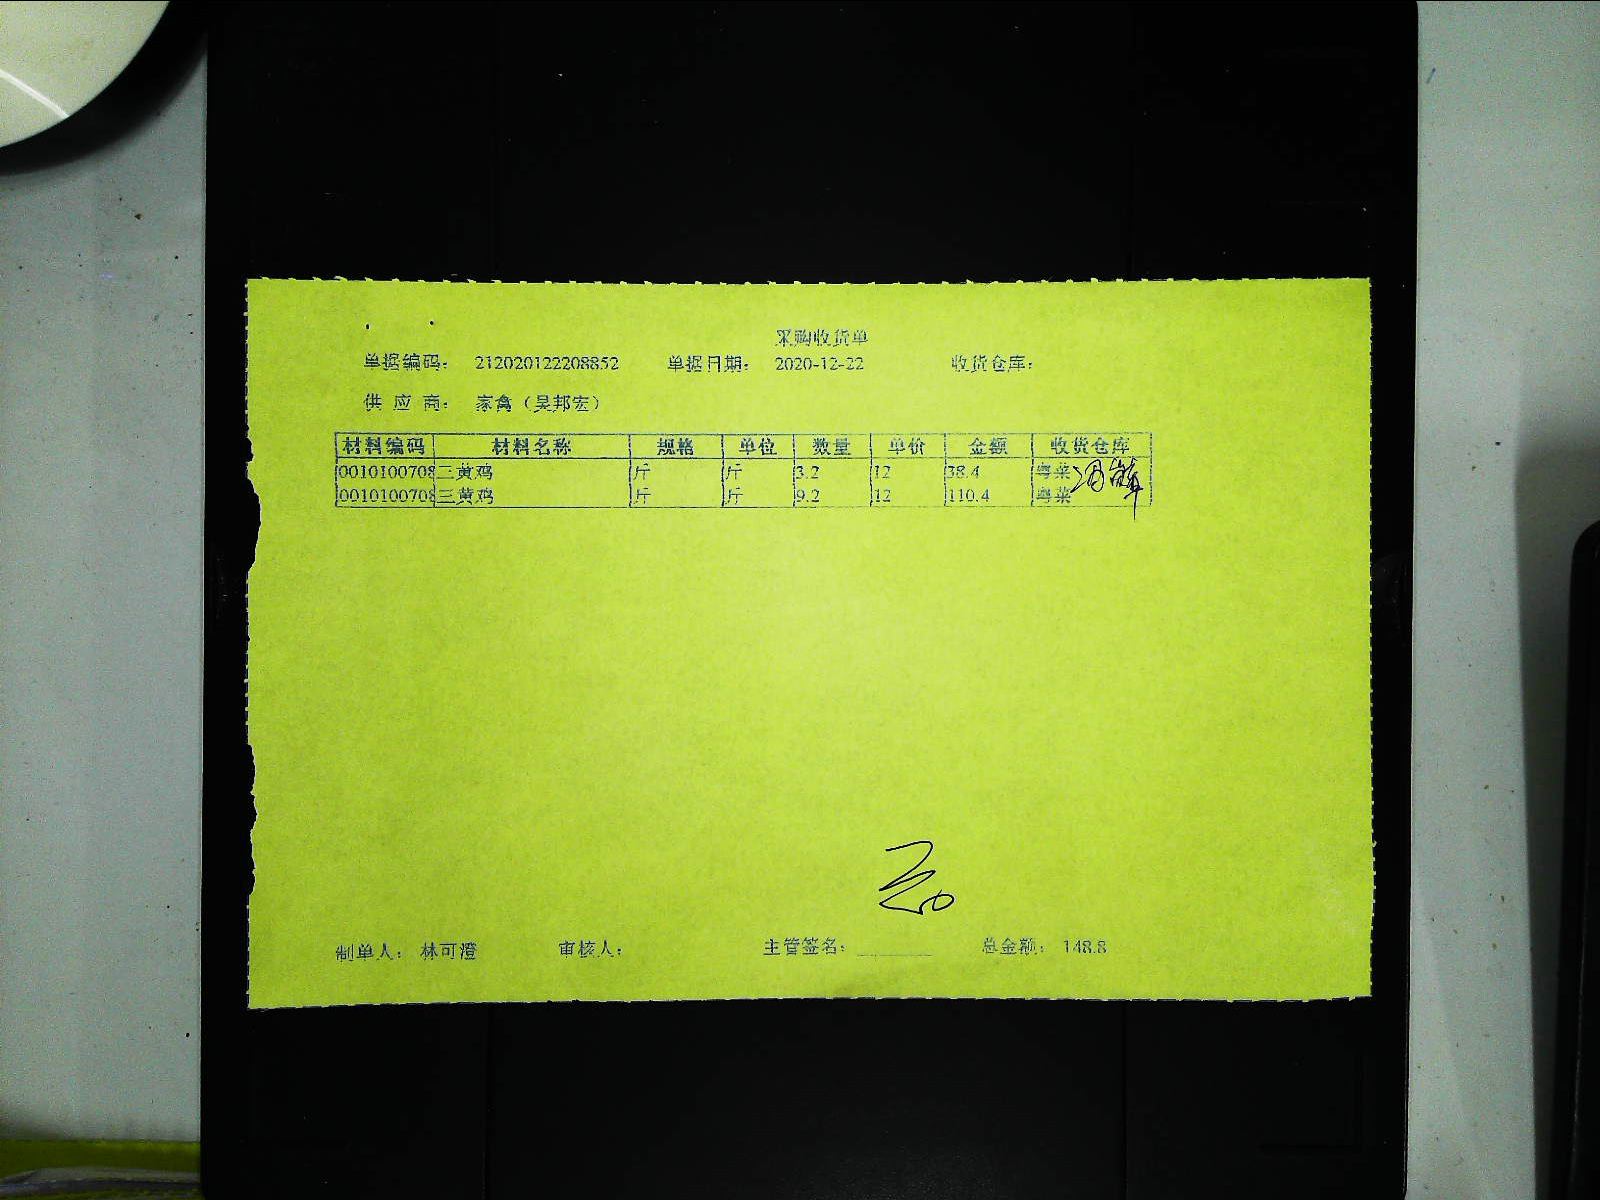 采购收货单
单据编码： 212020122208852 单据日期： 2020-12-22 收货仓库：
供 应 商： 家禽（吴邦宏）
材料编码 材料名称 规格 单位 数量 单价 金额 收货仓库
0010100708 三黄鸡 斤 斤 3.2 12 38.4 粤菜
0010100708 三黄鸡 斤 斤 9.2 12 110.4 粤菜
制单人： 林可澄 审核人： 主管签名： 总金额： 148.8